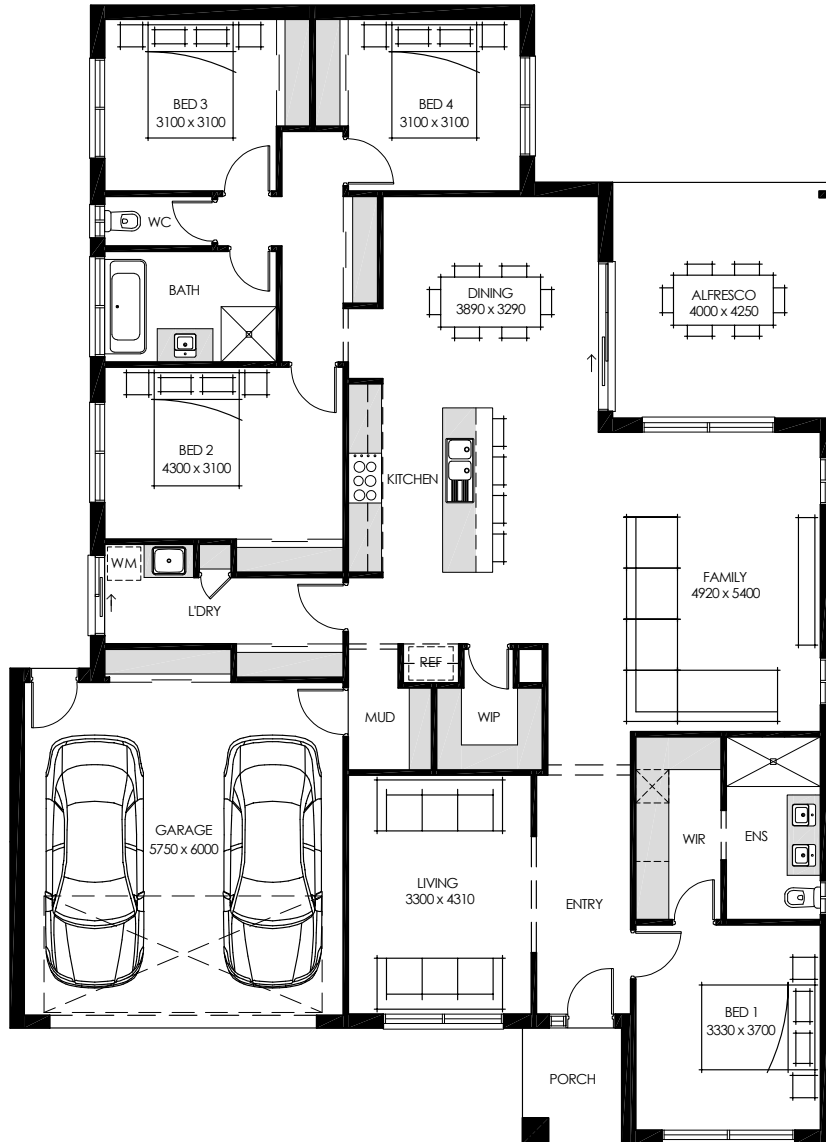 BED 3
3100 x 3100
BED 4
3100 x 3100
WC
BATH
DINING
3890 x 3290
ALFRESCO
4000 x 4250
BED 2
4300 x 3100
KITCHEN
WM
L'DRY
FAMILY
4920 x 5400
REF
MUD
WIP
GARAGE
5750 x 6000
LIVING
3300 x 4310
ENTRY
WIR
ENS
BED 1
3330 x 3700
PORCH